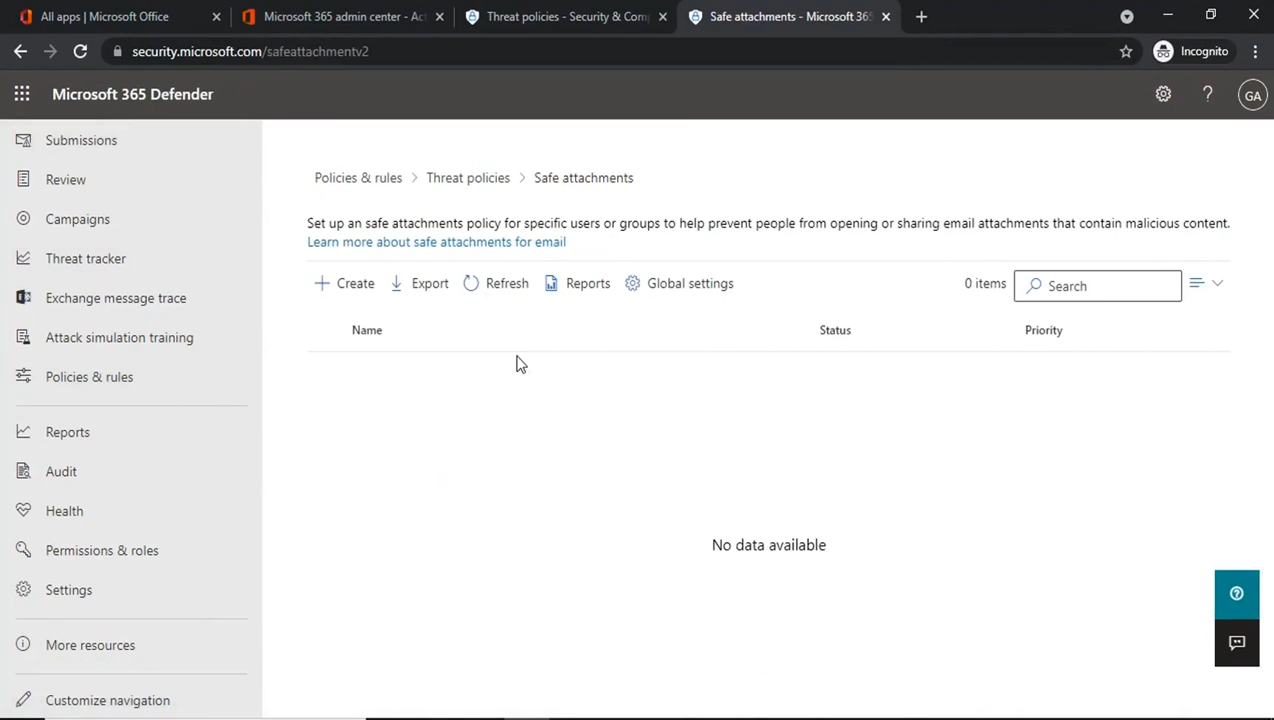 All apps | Microsoft Office
Microsoft 365 admin center - Act
Threat policies - Security & Comp
Safe attachments - Microsoft 365
security.microsoft.com/safeattachmentv2
Incognito
Microsoft 365 Defender
GA
Submissions
Review
Campaigns
Threat tracker
Exchange message trace
Attack simulation training
Policies & rules
Reports
Audit
Health
Permissions & roles
Settings
More resources
Customize navigation
Policies & rules > Threat policies > Safe attachments
Set up an safe attachments policy for specific users or groups to help prevent people from opening or sharing email attachments that contain malicious content.
Learn more about safe attachments for email
Create Export Refresh Reports Global settings 0 items Search
Name Status Priority
No data available